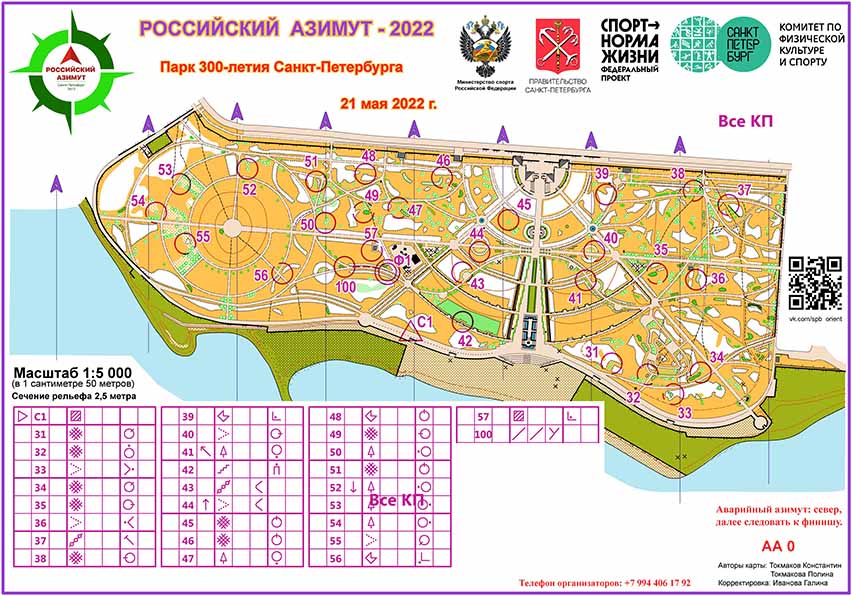 РОССИЙСКИЙ АЗИМУТ - 2022
Парк 300-летия Санкт-Петербурга
21 мая 2022 г.
РОССИЙСКИЙ
АЗИМУТ
Министерство спорта
Российской Федерации
ПРАВИТЕЛЬСТВО
САНКТ-ПЕТЕРБУРГА
СПОРТ→
НОРМА
ЖИЗНИ
ФЕДЕРАЛЬНЫЙ
ПРОЕКТ
САНКТ
ПЕТЕР
БУРГ
КОМИТЕТ ПО
ФИЗИЧЕСКОЙ
КУЛЬТУРЕ
И СПОРТУ
Все КП
53
52
51
48
46
39
38
37
54
49
47
45
50
55
57
44
40
35
Ф1
56
100
43
41
36
С1
42
31
34
32
33
vk.com/spb_orient
Масштаб 1:5 000
(в 1 сантиметре 50 метров)
Сечение рельефа 2,5 метра
С1
31
32
33
34
35
36
37
38
39
40
41
42
43
44
45
46
47
48
49
50
51
52
53
54
55
56
57
100
Все КП
Аварийный азимут: север,
далее следовать к финишу.
АА 0
Авторы карты: Токмаков Константин
Токмакова Полина
Корректировка: Иванова Галина
Телефон организаторов: +7 994 406 17 92